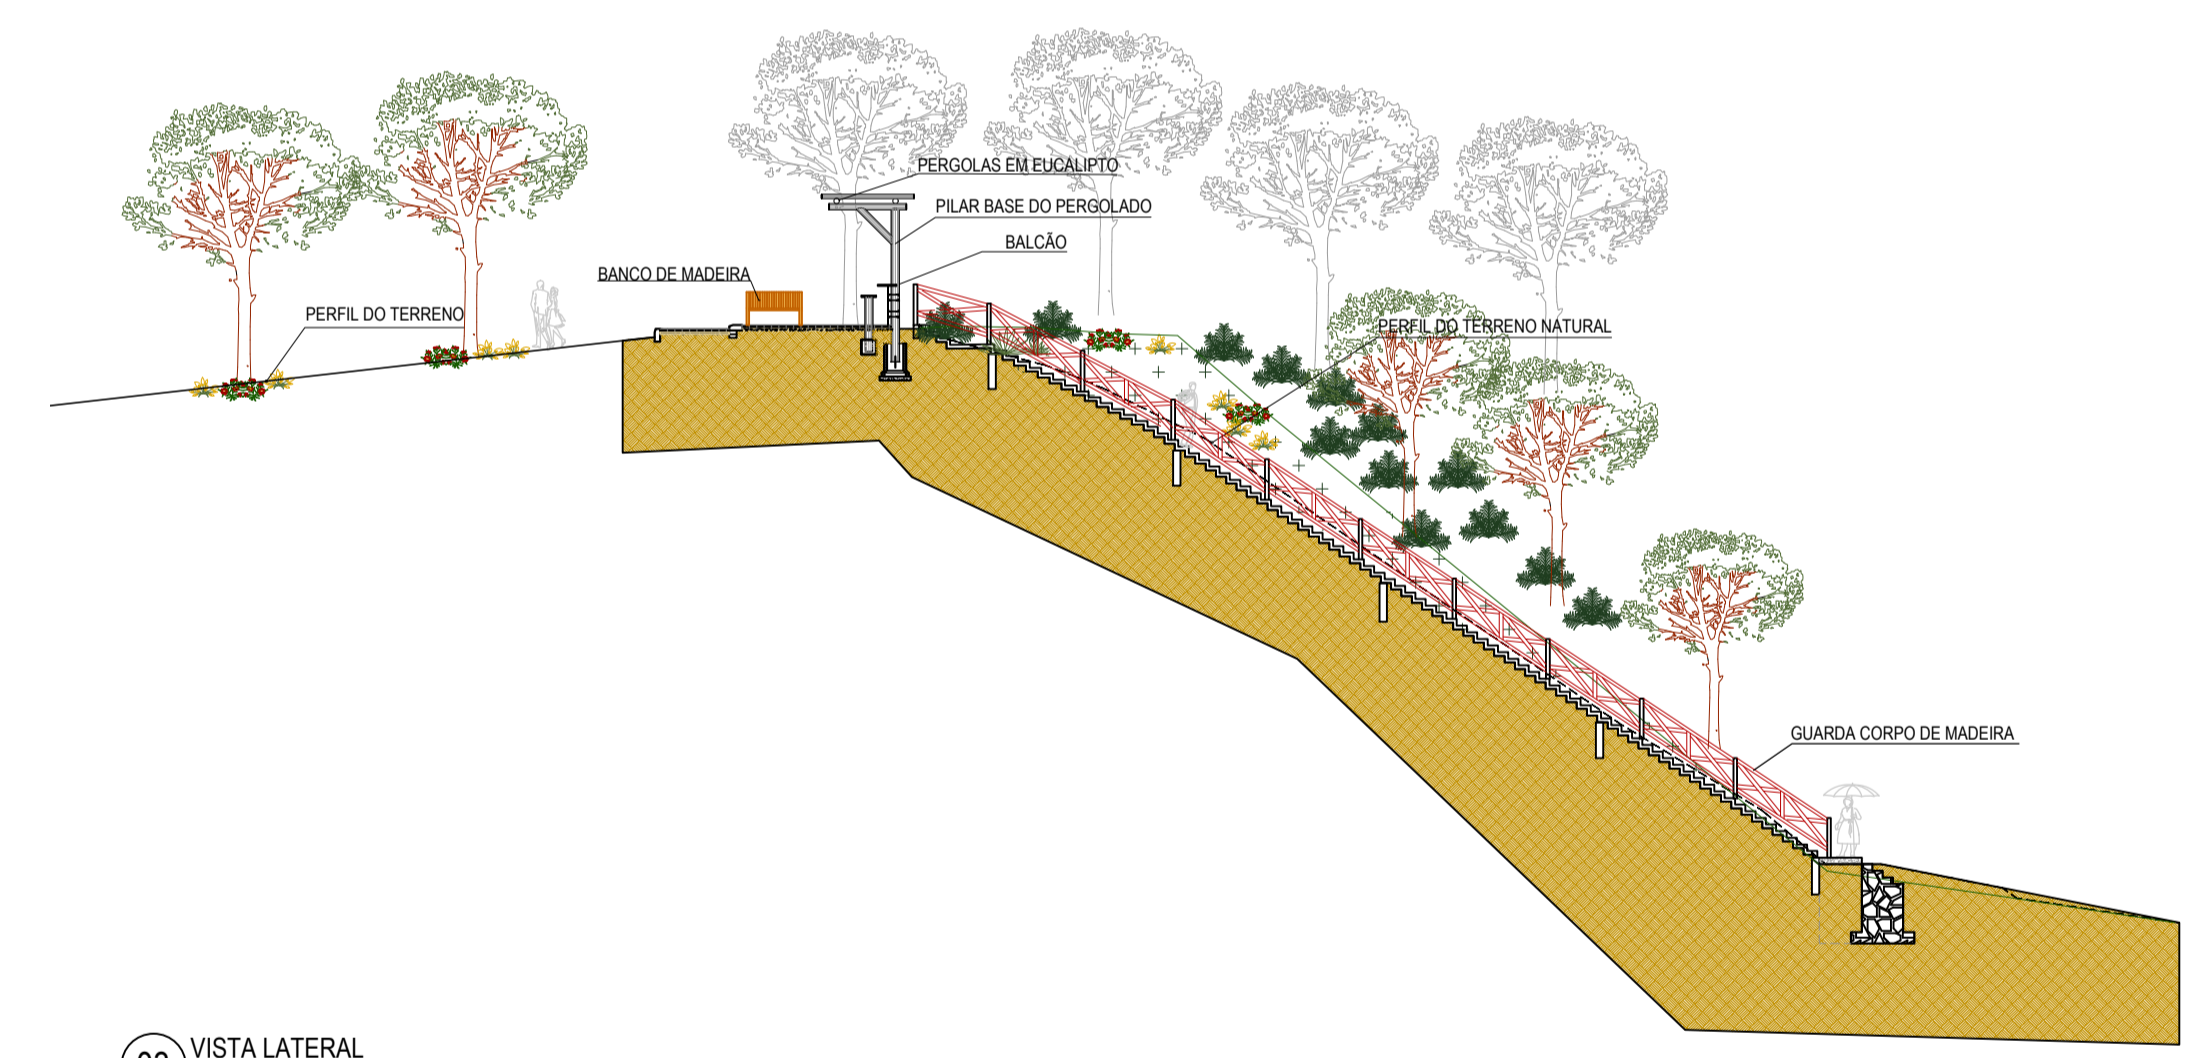 PERGOLAS EM EUCALIPTO
PILAR BASE DO PERGOLADO
BALCÃO
BANCO DE MADEIRA
PERFIL DO TERRENO
PERFIL DO TERRENO NATURAL
GUARDA CORPO DE MADEIRA
VISTA LATERAL